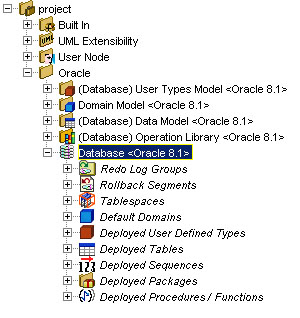 project
Built In
UML Extensibility
User Node
Oracle
(Database) User Types Model <Oracle 8.1>
Domain Model <Oracle 8.1>
(Database) Data Model <Oracle 8.1>
(Database) Operation Library <Oracle 8.1>
Database <Oracle 8.1>
Redo Log Groups
Rollback Segments
Tablespaces
Default Domains
Deployed User Defined Types
Deployed Tables
123 Deployed Sequences
Deployed Packages
Deployed Procedures / Functions